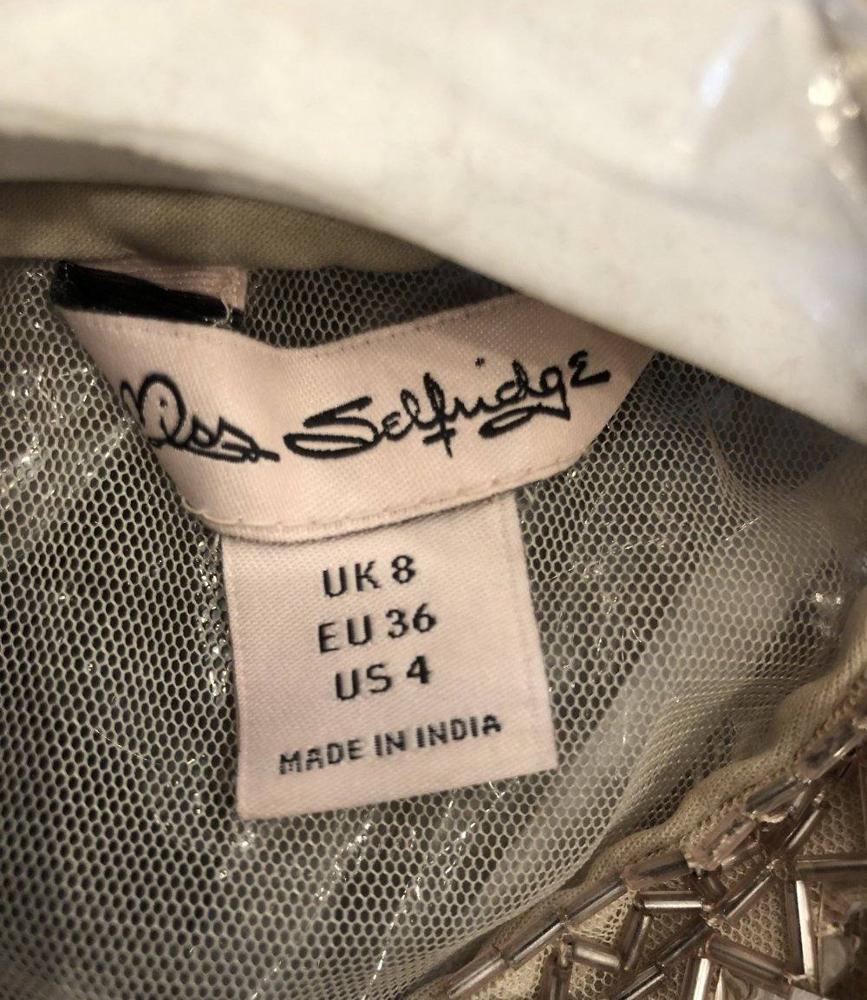 Miss Selfridge
UK 8
EU 36
US 4
MADE IN INDIA